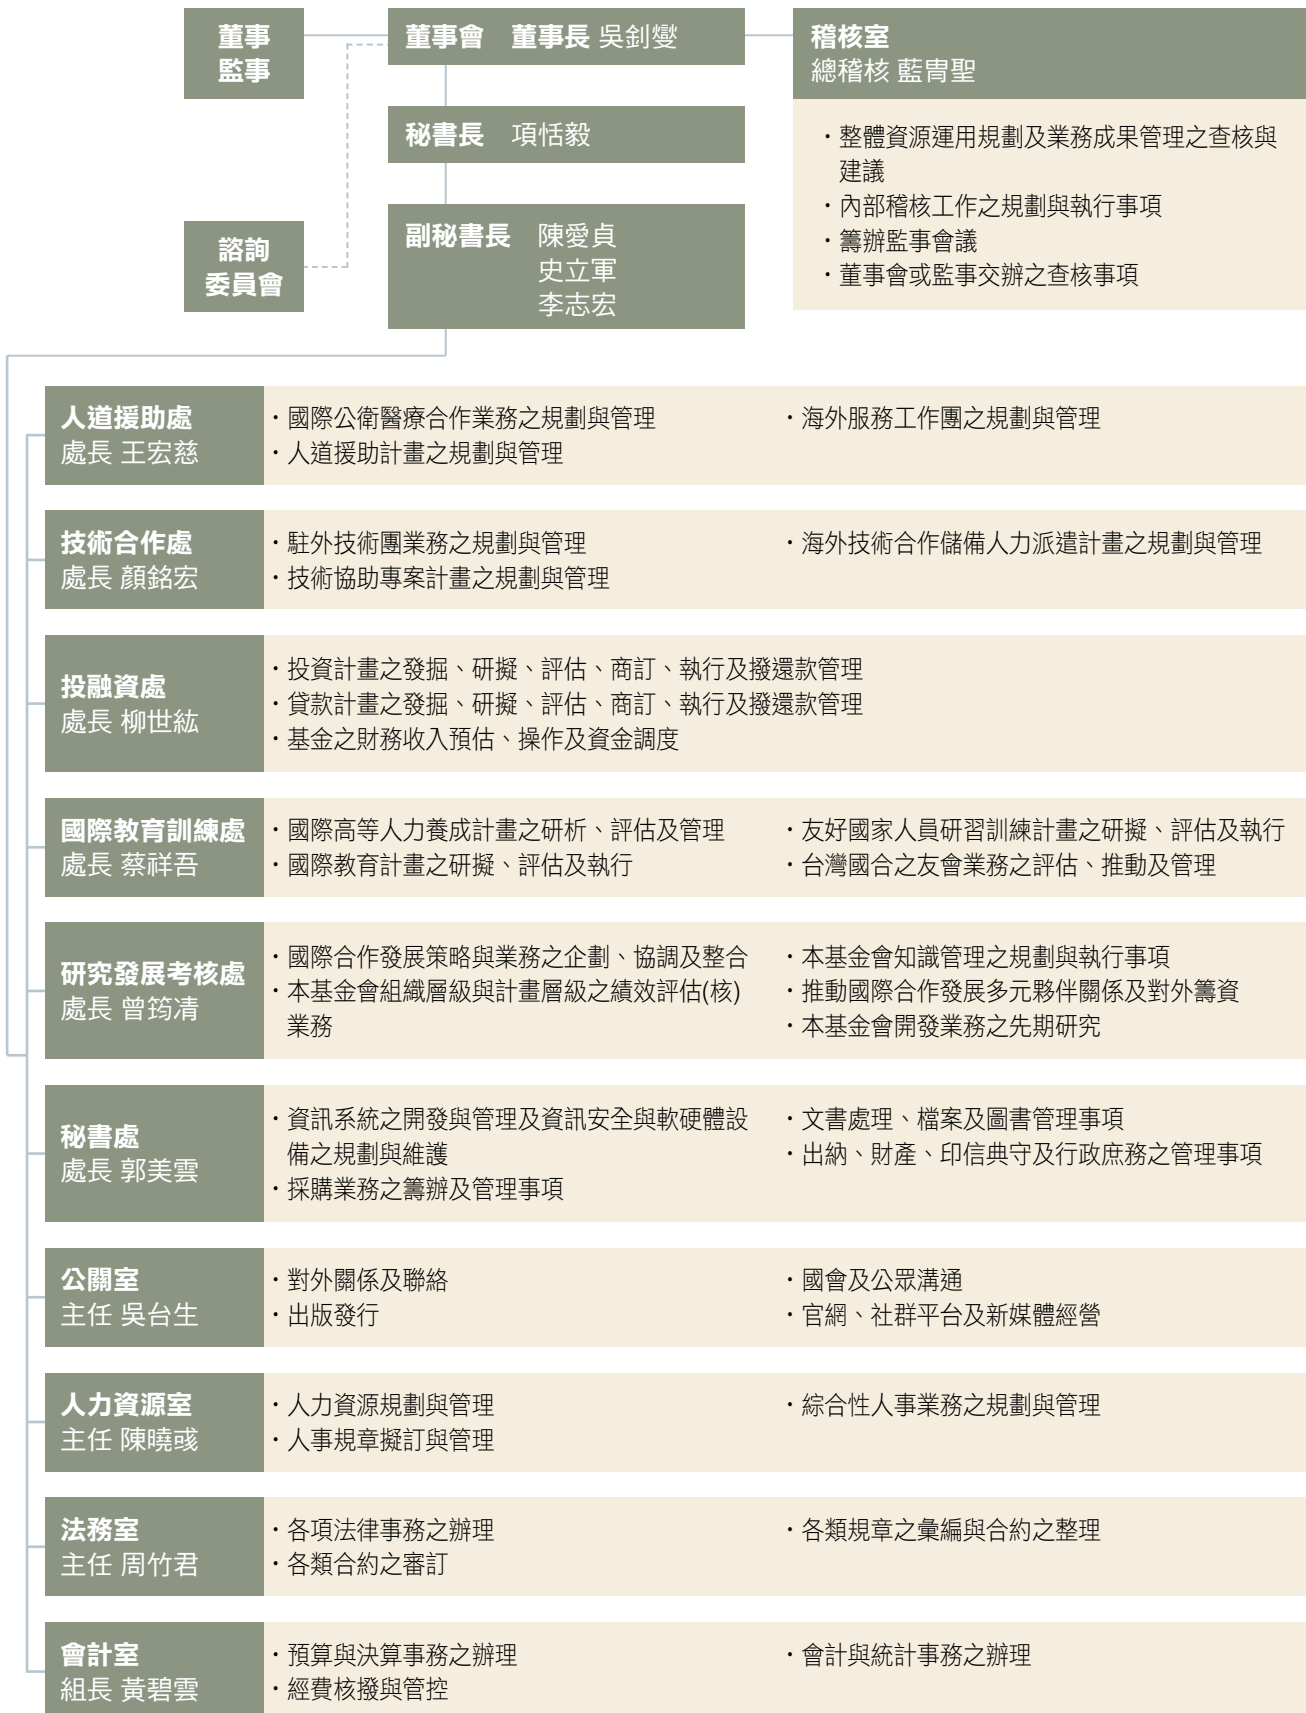 董事
監事
董事會 董事長 吳釗燮
稽核室
總稽核 藍冑聖
・整體資源運用規劃及業務成果管理之查核與
建議
・內部稽核工作之規劃與執行事項
・籌辦監事會議
・董事會或監事交辦之查核事項
秘書長 項恬毅
諮詢
委員會
副秘書長 陳愛貞
史立軍
李志宏
人道援助處
處長 王宏慈
・國際公衛醫療合作業務之規劃與管理
・人道援助計畫之規劃與管理
・海外服務工作團之規劃與管理
技術合作處
處長 顏銘宏
・駐外技術團業務之規劃與管理
・技術協助專案計畫之規劃與管理
・海外技術合作儲備人力派遣計畫之規劃與管理
投融資處
處長 柳世紘
・投資計畫之發掘、研擬、評估、商訂、執行及撥還款管理
・貸款計畫之發掘、研擬、評估、商訂、執行及撥還款管理
・基金之財務收入預估、操作及資金調度
國際教育訓練處
處長 蔡祥吾
・國際高等人力養成計畫之研析、評估及管理
・國際教育計畫之研擬、評估及執行
・友好國家人員研習訓練計畫之研擬、評估及執行
・台灣國合之友會業務之評估、推動及管理
研究發展考核處
處長 曾筠凊
・國際合作發展策略與業務之企劃、協調及整合
・本基金會組織層級與計畫層級之績效評估(核)
業務
・本基金會知識管理之規劃與執行事項
・推動國際合作發展多元夥伴關係及對外籌資
・本基金會開發業務之先期研究
秘書處
處長 郭美雲
・資訊系統之開發與管理及資訊安全與軟硬體設
備之規劃與維護
・採購業務之籌辦及管理事項
・文書處理、檔案及圖書管理事項
・出納、財產、印信典守及行政庶務之管理事項
公關室
主任 吳台生
・對外關係及聯絡
・出版發行
・國會及公眾溝通
・官網、社群平台及新媒體經營
人力資源室
主任 陳曉彧
・人力資源規劃與管理
・人事規章擬訂與管理
・綜合性人事業務之規劃與管理
法務室
主任 周竹君
・各項法律事務之辦理
・各類合約之審訂
・各類規章之彙編與合約之整理
會計室
組長 黃碧雲
・預算與決算事務之辦理
・經費核撥與管控
・會計與統計事務之辦理